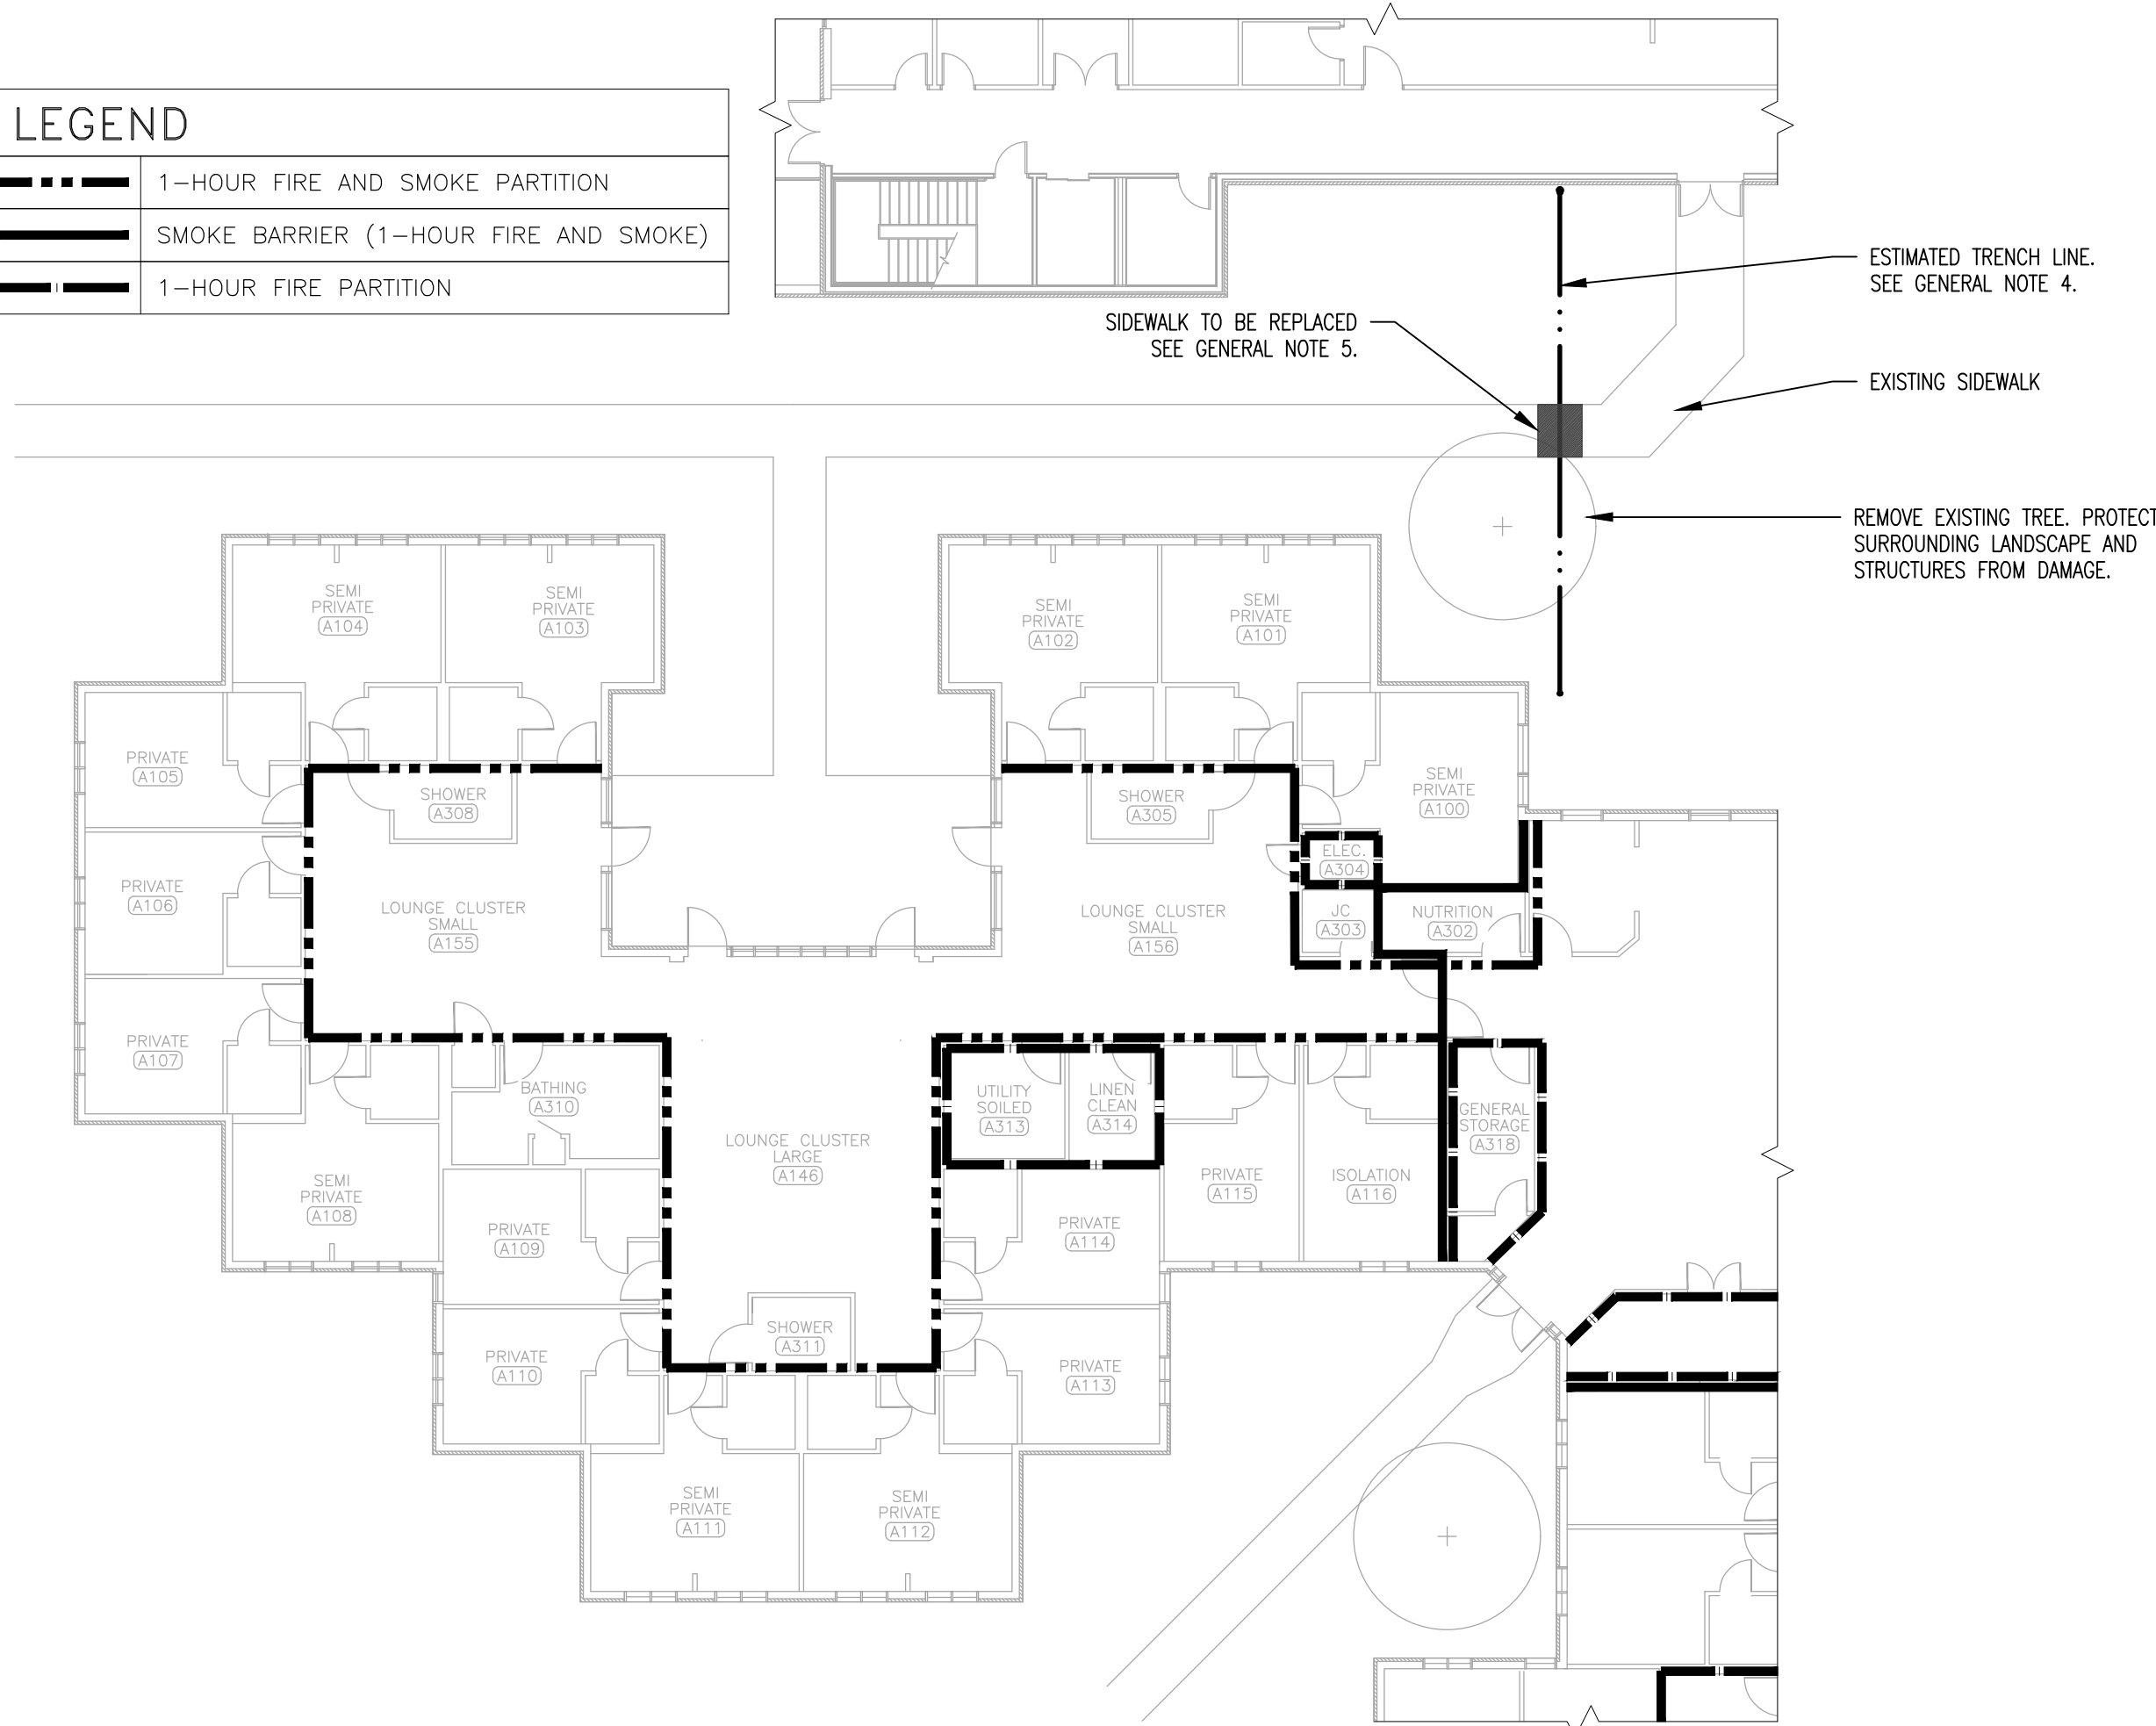 LEGEND
1-HOUR FIRE AND SMOKE PARTITION
SMOKE BARRIER (1-HOUR FIRE AND SMOKE)
1-HOUR FIRE PARTITION
ESTIMATED TRENCH LINE.
SEE GENERAL NOTE 4.
SIDEWALK TO BE REPLACED
SEE GENERAL NOTE 5.
EXISTING SIDEWALK
REMOVE EXISTING TREE. PROTECT
SURROUNDING LANDSCAPE AND
STRUCTURES FROM DAMAGE.
SEMI
PRIVATE
A104
SEMI
PRIVATE
A103
SEMI
PRIVATE
A102
SEMI
PRIVATE
A101
PRIVATE
A105
SHOWER
A308
SHOWER
A305
SEMI
PRIVATE
A100
PRIVATE
A106
LOUNGE CLUSTER
SMALL
A155
LOUNGE CLUSTER
SMALL
A156
ELEC.
A304
JC
A303
NUTRITION
A302
PRIVATE
A107
BATHING
A310
LOUNGE CLUSTER
LARGE
A146
UTILITY
SOILED
A313
LINEN
CLEAN
A314
GENERAL
STORAGE
A318
SEMI
PRIVATE
A108
PRIVATE
A109
PRIVATE
A114
PRIVATE
A115
ISOLATION
A116
PRIVATE
A110
SHOWER
A311
PRIVATE
A113
SEMI
PRIVATE
A111
SEMI
PRIVATE
A112